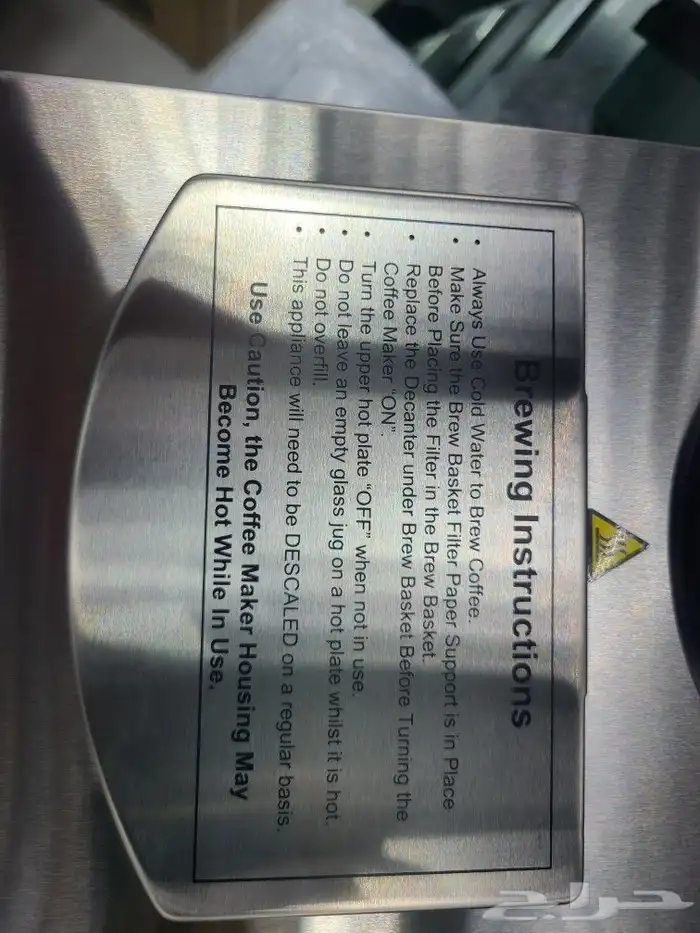 Brewing Instructions
• Always Use Cold Water to Brew Coffee.
• Make Sure the Brew Basket Filter Paper Support is in Place
Before Placing the Filter in the Brew Basket.
• Replace the Decanter under Brew Basket Before Turning the
Coffee Maker “ON”.
• Turn the upper hot plate “OFF” when not in use.
• Do not leave an empty glass jug on a hot plate whilst it is hot.
• Do not overfill.
• This appliance will need to be DESCALED on a regular basis.
Use Caution, the Coffee Maker Housing May
Become Hot While In Use.
حراج